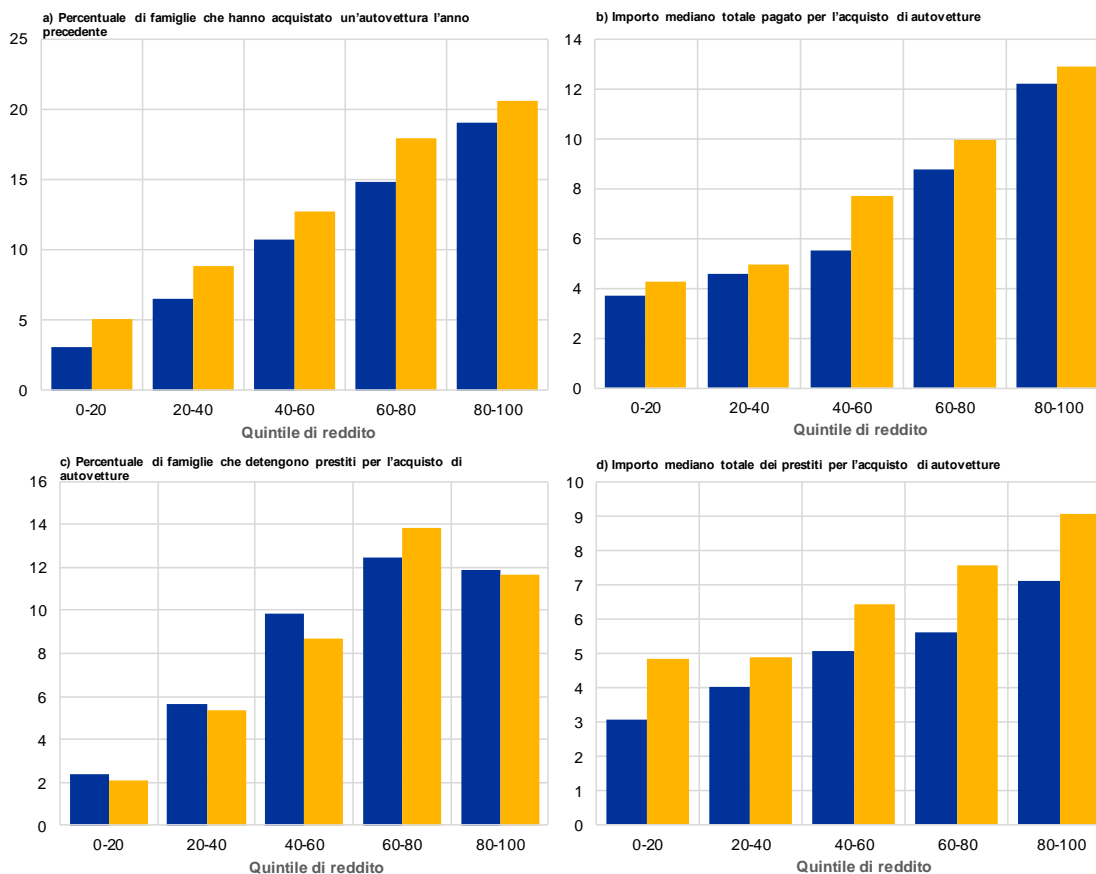 a) Percentuale di famiglie che hanno acquistato un'autovettura l'anno
precedente
25
20
15
10
5
0
0-20 20-40 40-60 60-80 80-100
Quintile di reddito
b) Importo mediano totale pagato per l'acquisto di autovetture
14
12
10
8
6
4
2
0
0-20 20-40 40-60 60-80 80-100
Quintile di reddito
c) Percentuale di famiglie che detengono prestiti per l'acquisto di
autovetture
16
14
12
10
8
6
4
2
0
0-20 20-40 40-60 60-80 80-100
Quintile di reddito
d) Importo mediano totale dei prestiti per l'acquisto di autovetture
10
9
8
7
6
5
4
3
2
1
0
0-20 20-40 40-60 60-80 80-100
Quintile di reddito